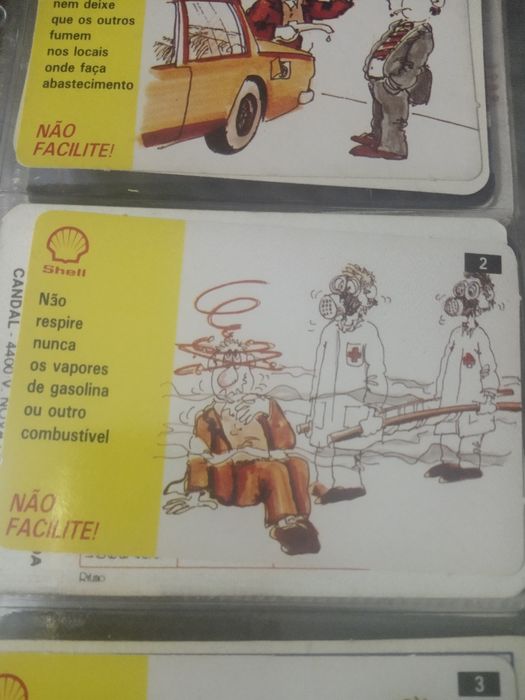 nem deixe
que os outros
fumem
nos locais
onde faça
abastecimento
NÃO
FACILITE!
Shell
2
Não
respire
nunca
os vapores
de gasolina
ou outro
combustível
NÃO
FACILITE!
CANDAL - 4400 V.
Ritmo
3